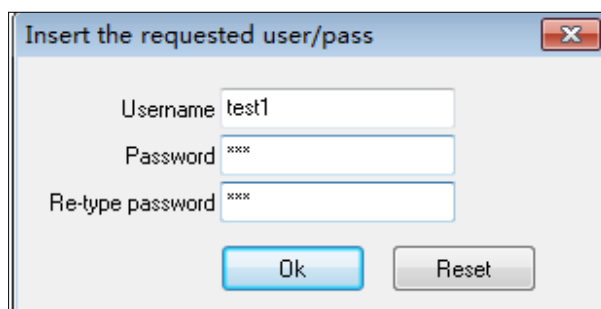 Insert the requested user/pass
Username test1
Password ***
Re-type password ***
Ok Reset